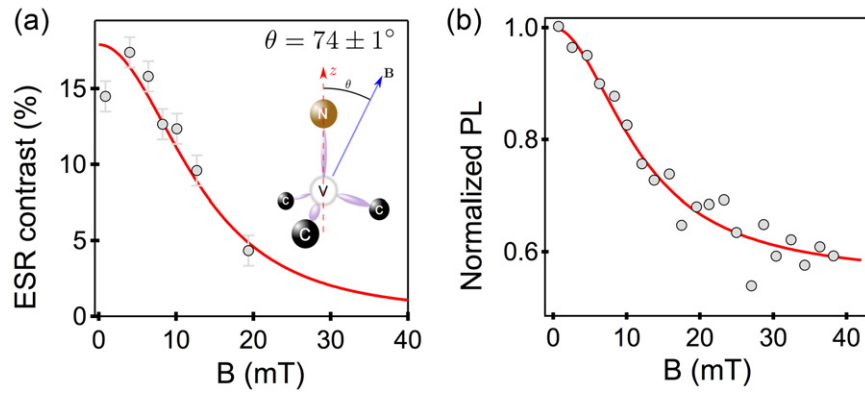 (a)
θ = 74 ± 1°
ESR contrast (%)
15
10
5
0
0
10
20
30
40
B (mT)
z
θ
B
N
V
C
C
C
(b)
Normalized PL
1.0
0.8
0.6
0
10
20
30
40
B (mT)